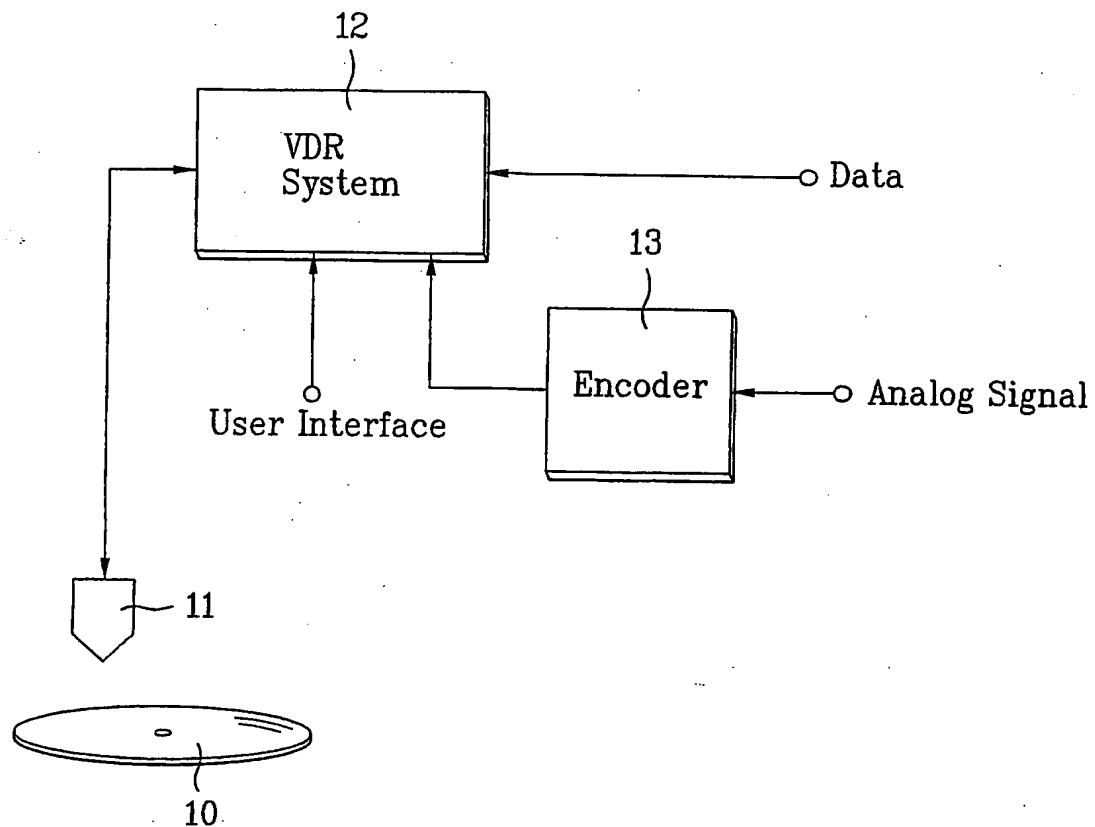 12
VDR
System
Data
13
Encoder
Analog Signal
User Interface
11
10